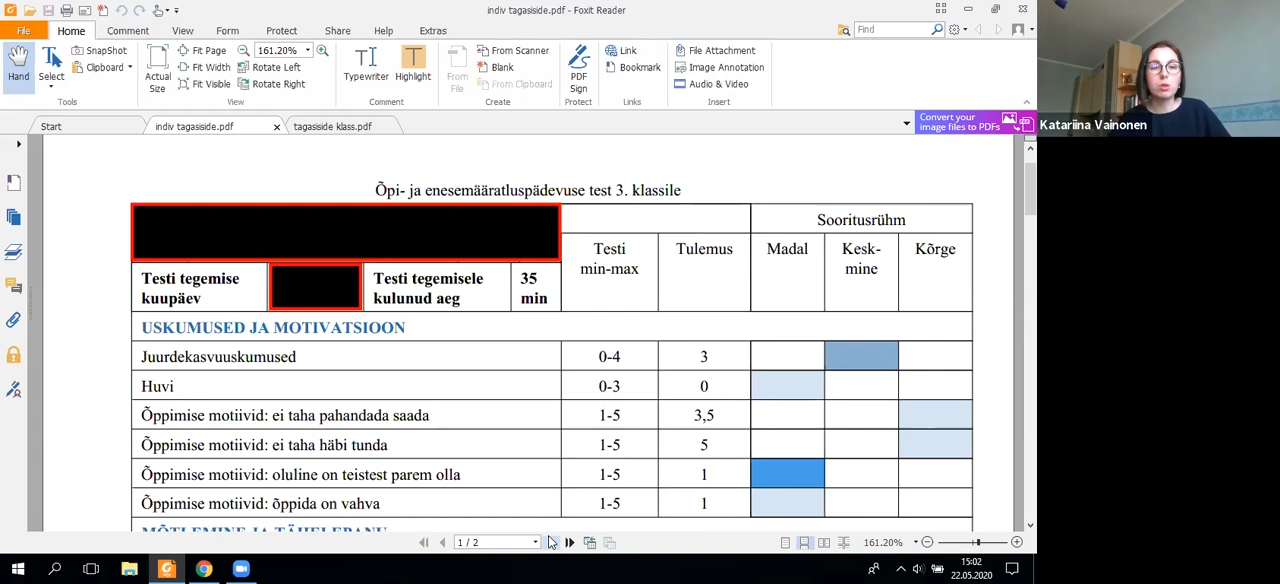 indiv tagasiside.pdf - Foxit Reader
File Home Comment View Form Protect Share Help Extras Find
Hand Select SnapShot Clipboard Actual Size Fit Page Fit Width Fit Visible 161.20% Rotate Left Rotate Right Typewriter Highlight From File From Scanner Blank From Clipboard PDF Sign Link Bookmark File Attachment Image Annotation Audio & Video
Tools View Comment Create Protect Links Insert
Start indiv tagasiside.pdf tagasiside klass.pdf
Convert your
image files to PDFs
Katariina Vainonen
Õpi- ja enesemääratluspädevuse test 3. klassile
Sooritusrühm
Testi min-max Tulemus Madal Kesk-mine Kõrge
Testi tegemise kuupäev Testi tegemisele kulunud aeg 35 min
USKUMUSED JA MOTIVATSIOON
Juurdekasvuuskumused 0-4 3
Huvi 0-3 0
Õppimise motiivid: ei taha pahandada saada 1-5 3,5
Õppimise motiivid: ei taha häbi tunda 1-5 5
Õppimise motiivid: oluline on teistest parem olla 1-5 1
Õppimise motiivid: õppida on vahva 1-5 1
MÕTLEMINE JA TÄHELEPANU
1 / 2 161.20%
15:02
22.05.2020